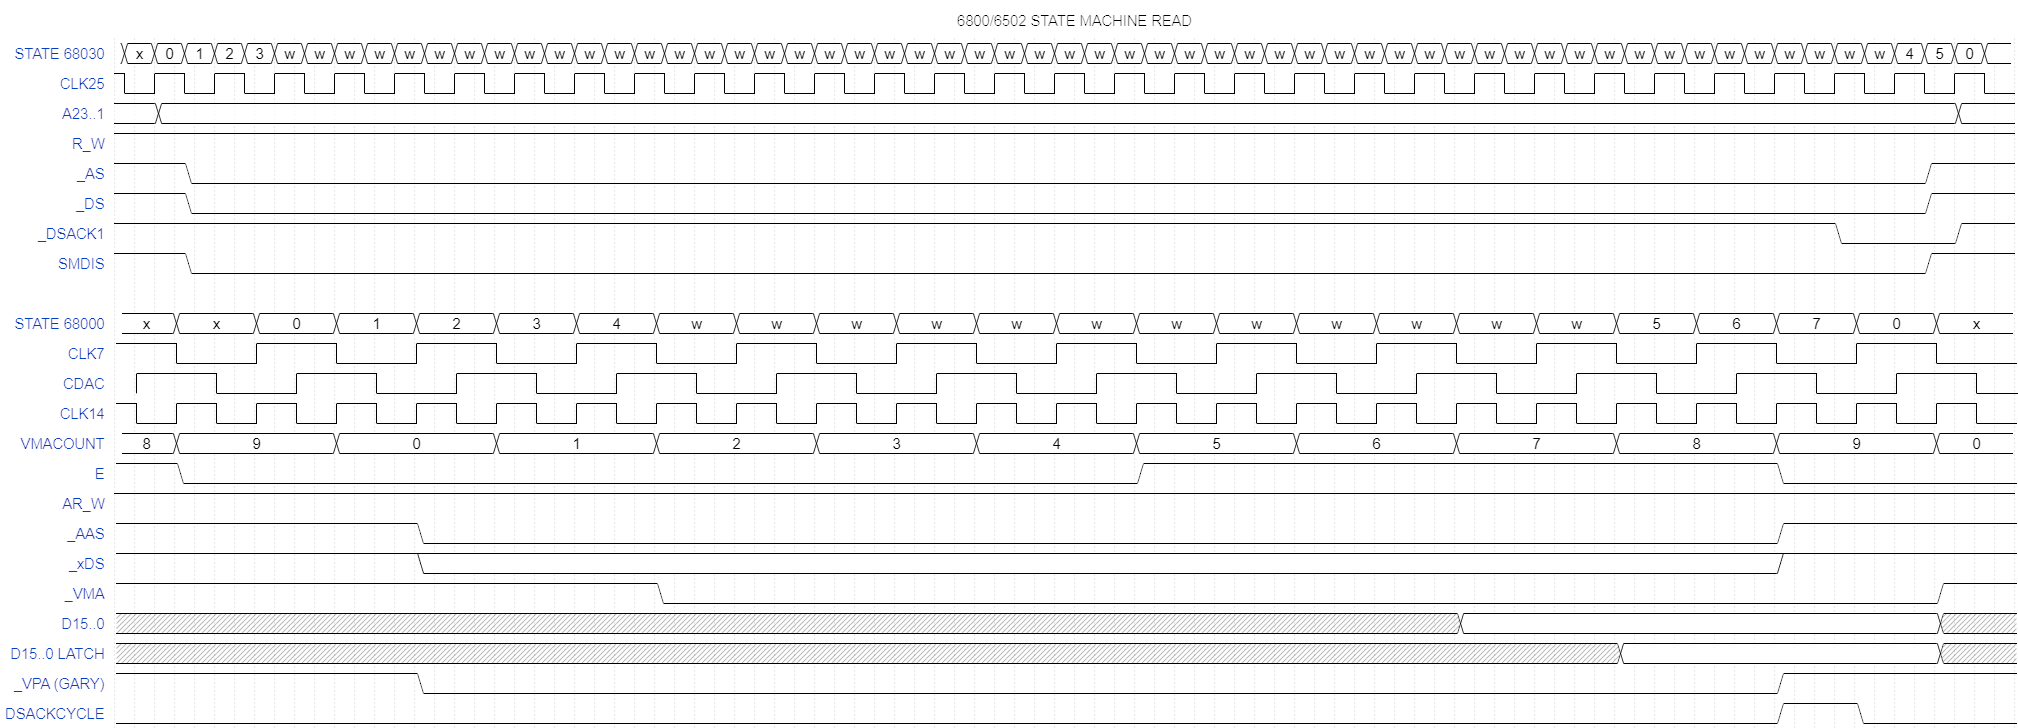 6800/6502 STATE MACHINE READ
STATE 68030 x 0 1 2 3 w w w w w w w w w w w w w w w w w w w w w w w w w w w w w w w w w w w w w w w w w w w w w w w w w w w w w w 4 5 0
CLK25
A23..1
R_W
_AS
_DS
_DSACK1
SMDIS
STATE 68000 x x 0 1 2 3 4 w w w w w w w w w w w w 5 6 7 0 x
CLK7
CDAC
CLK14
VMACOUNT 8 9 0 1 2 3 4 5 6 7 8 9 0
E
AR_W
_AAS
_xDS
_VMA
D15..0
D15..0 LATCH
_VPA (GARY)
DSACKCYCLE